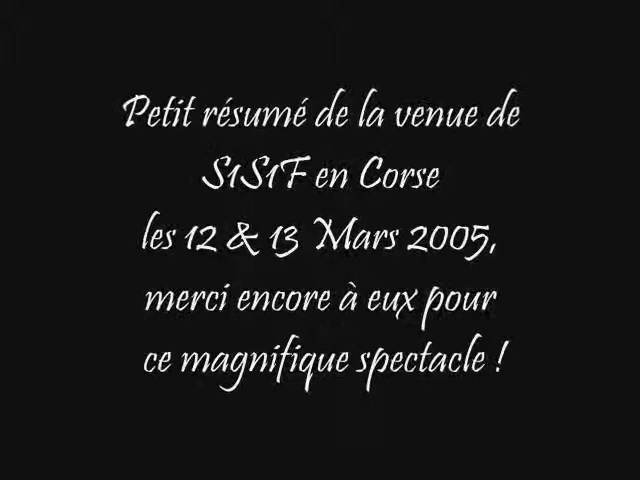 Petit résumé de la venue de
S1S1F en Corse
les 12 & 13 Mars 2005,
merci encore à eux pour
ce magnifique spectacle !